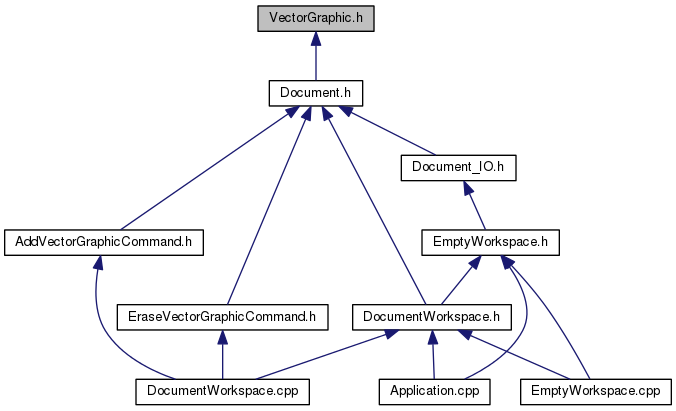 VectorGraphic.h
Document.h
Document_IO.h
AddVectorGraphicCommand.h
EmptyWorkspace.h
EraseVectorGraphicCommand.h
DocumentWorkspace.h
DocumentWorkspace.cpp
Application.cpp
EmptyWorkspace.cpp